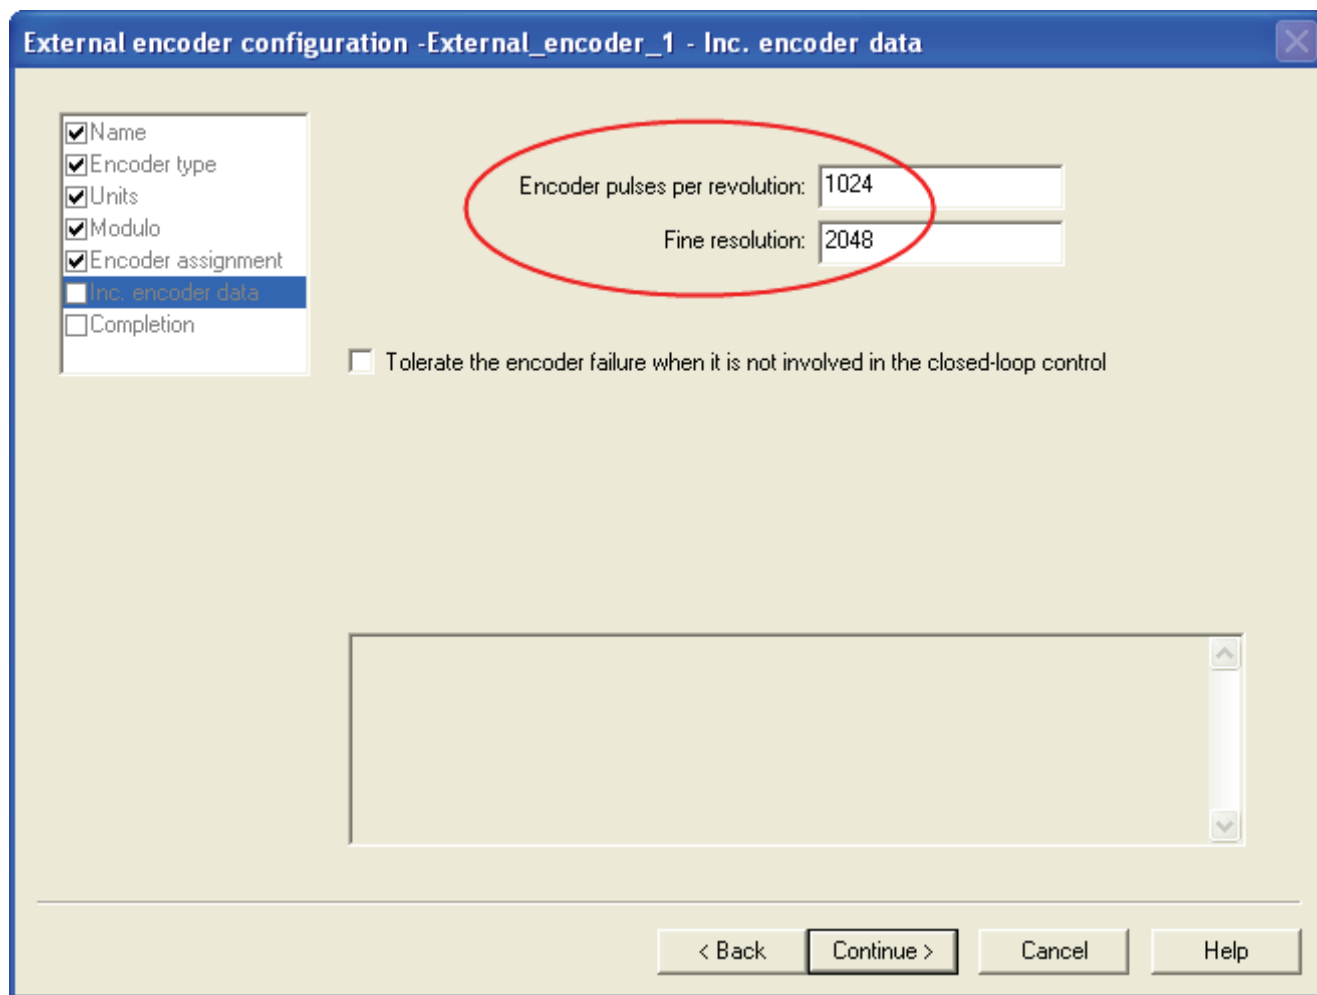 External encoder configuration -External_encoder_1 - Inc. encoder data
Name
Encoder type
Units
Modulo
Encoder assignment
Inc. encoder data
Completion
Encoder pulses per revolution: 1024
Fine resolution: 2048
Tolerate the encoder failure when it is not involved in the closed-loop control
< Back Continue > Cancel Help